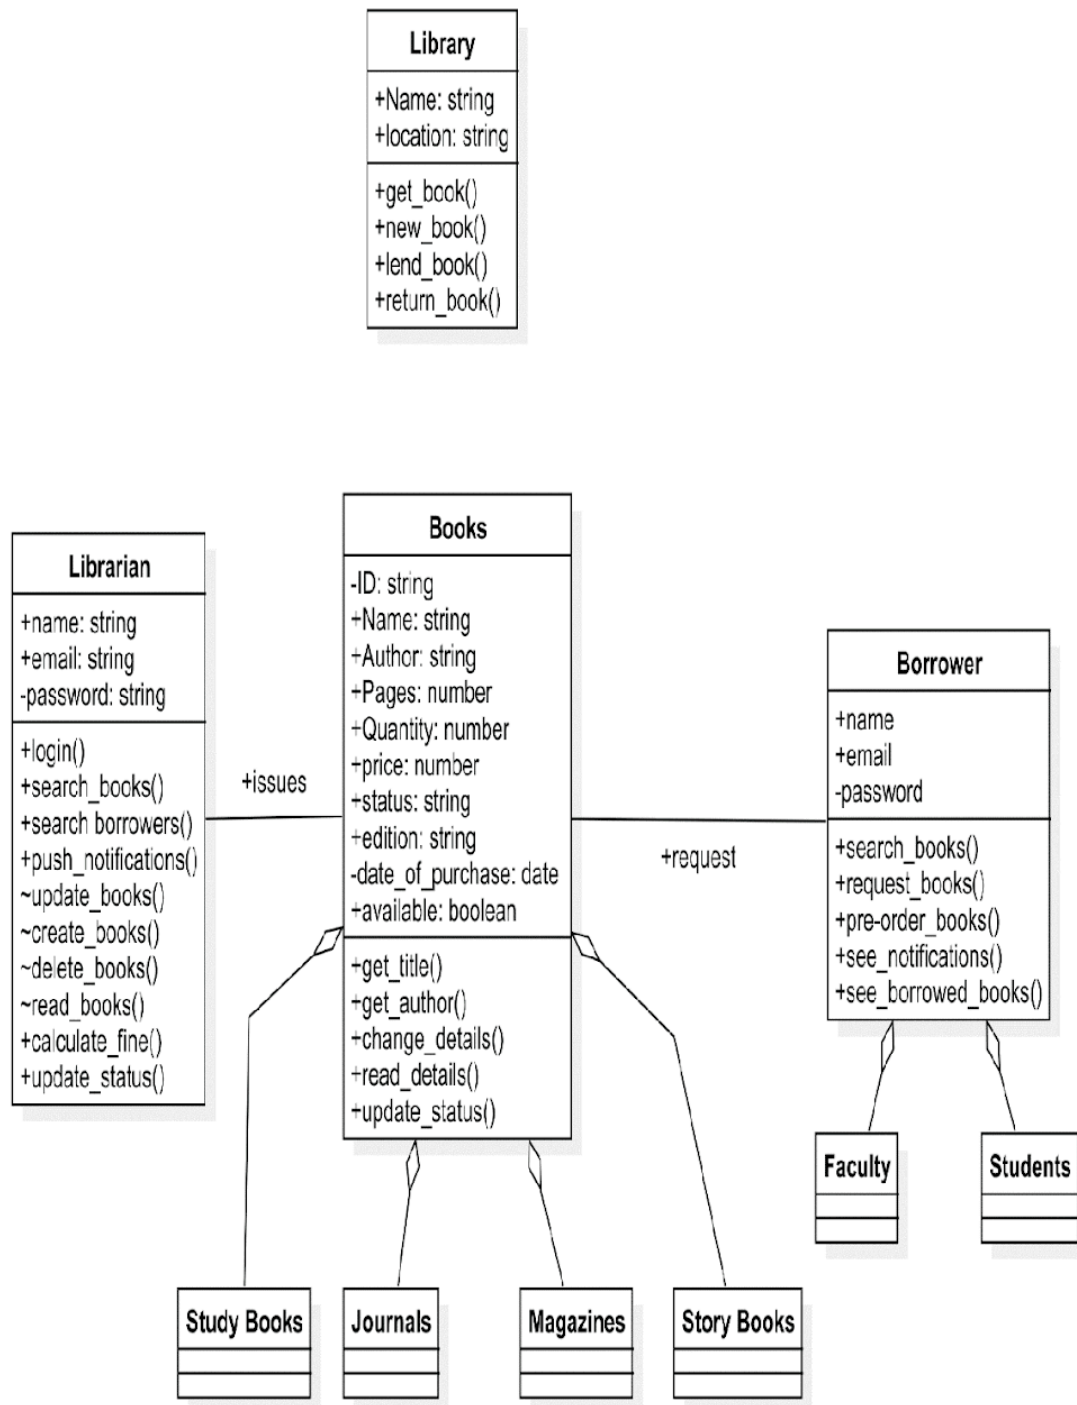 Library
+Name: string
+location: string
+get_book()
+new_book()
+lend_book()
+return_book()
Librarian
+name: string
+email: string
-password: string
+login()
+search_books()
+search borrowers()
+push_notifications()
~update_books()
~create_books()
~delete_books()
~read_books()
+calculate_fine()
+update_status()
+issues
Books
-ID: string
+Name: string
+Author: string
+Pages: number
+Quantity: number
+price: number
+status: string
+edition: string
-date_of_purchase: date
+available: boolean
+get_title()
+get_author()
+change_details()
+read_details()
+update_status()
+request
Borrower
+name
+email
-password
+search_books()
+request_books()
+pre-order_books()
+see_notifications()
+see_borrowed_books()
Faculty
Students
Study Books
Journals
Magazines
Story Books